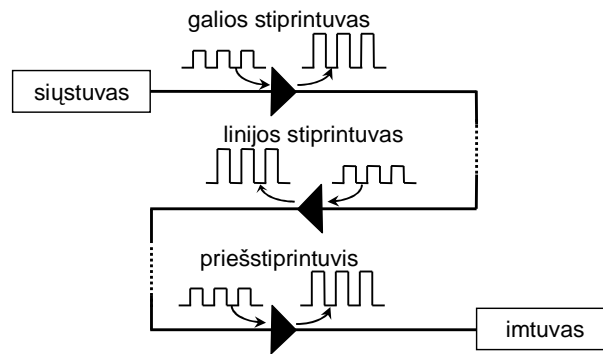 galios stiprintuvas
siųstuvas
linijos stiprintuvas
priešstiprintuvis
imtuvas